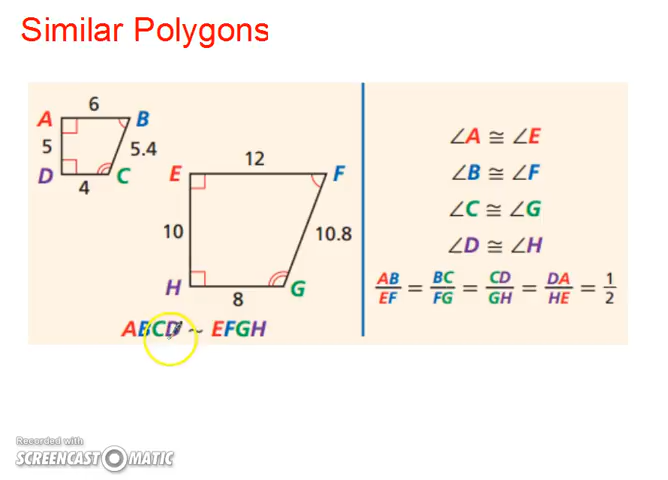 Similar Polygons
6
A B
5 5.4
D C
4
E 12 F
10 10.8
H G
8
ABCD ~ EFGH
∠A ≅ ∠E
∠B ≅ ∠F
∠C ≅ ∠G
∠D ≅ ∠H
AB/EF = BC/FG = CD/GH = DA/HE = 1/2
Recorded with
SCREENCAST-O-MATIC